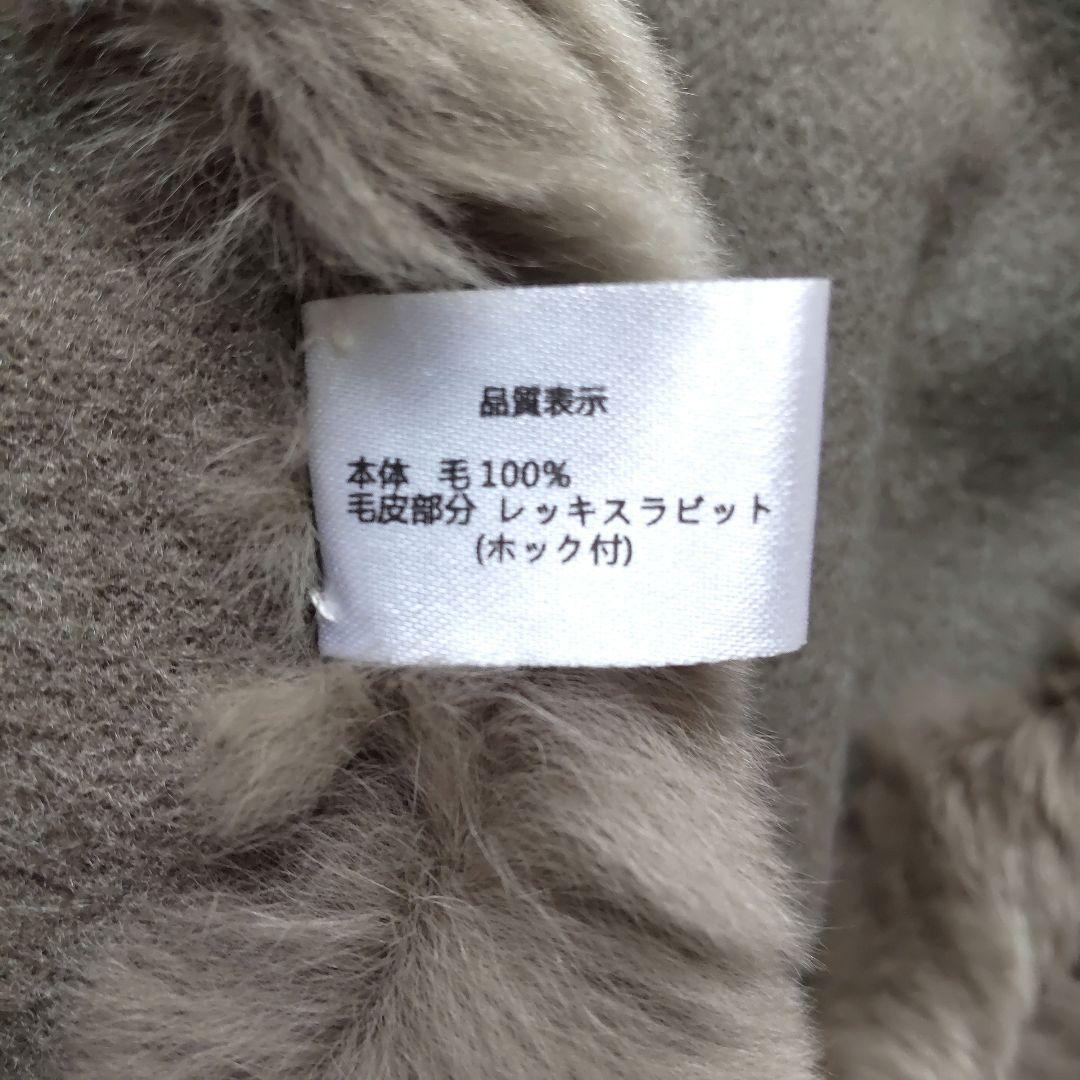 品質表示
本体 毛100%
毛皮部分 レッキスラビット
(ホック付)